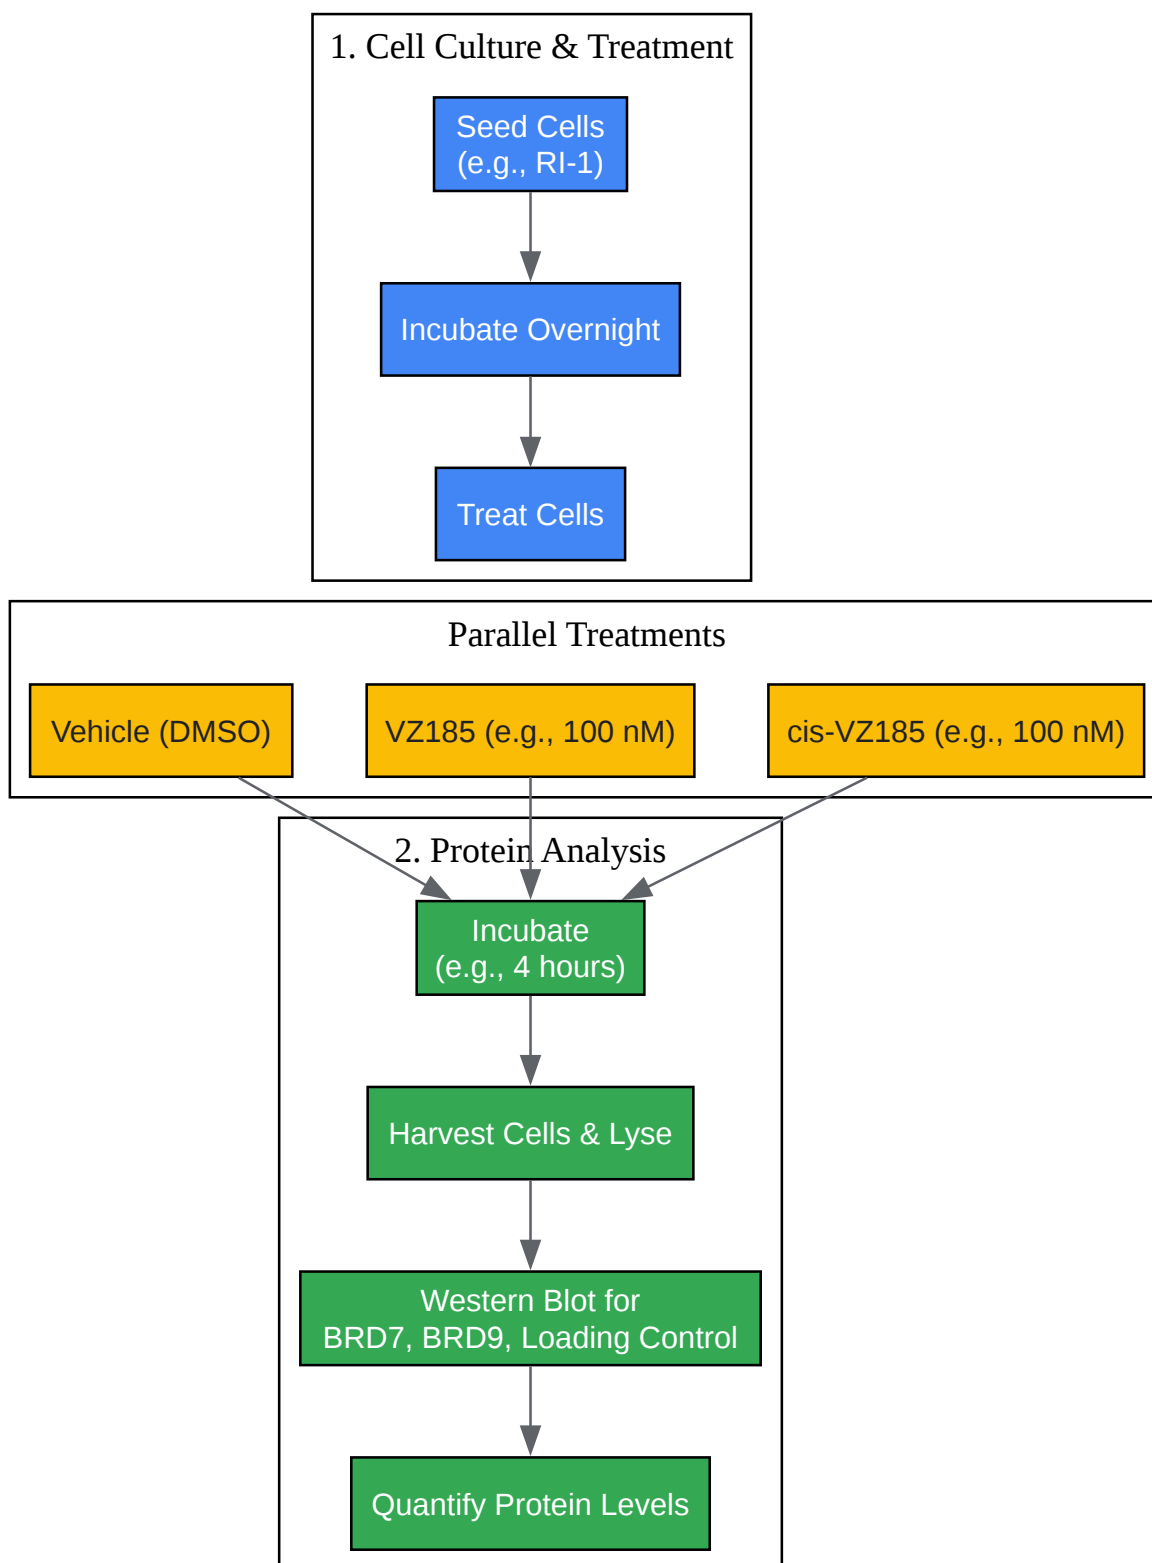 1. Cell Culture & Treatment
Seed Cells
(e.g., RI-1)
Incubate Overnight
Treat Cells
Parallel Treatments
Vehicle (DMSO)
VZ185 (e.g., 100 nM)
cis-VZ185 (e.g., 100 nM)
2. Protein Analysis
Incubate
(e.g., 4 hours)
Harvest Cells & Lyse
Western Blot for
BRD7, BRD9, Loading Control
Quantify Protein Levels